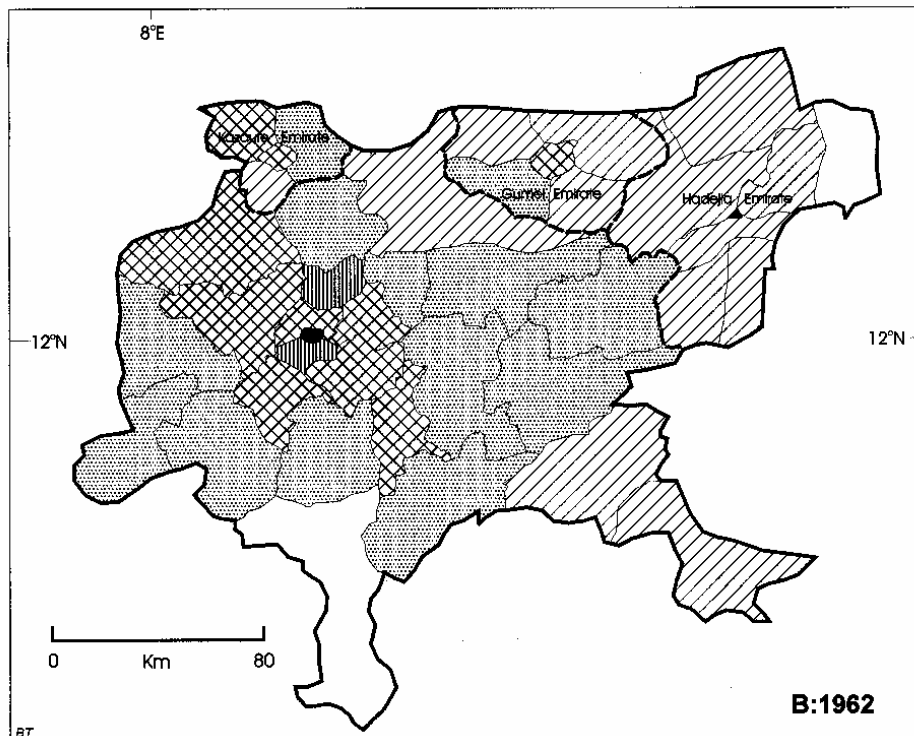 8°E
Kazaure Emirate
Gumel Emirate
Hadejia Emirate
12°N
12°N
0 80
Km
B:1962
BT